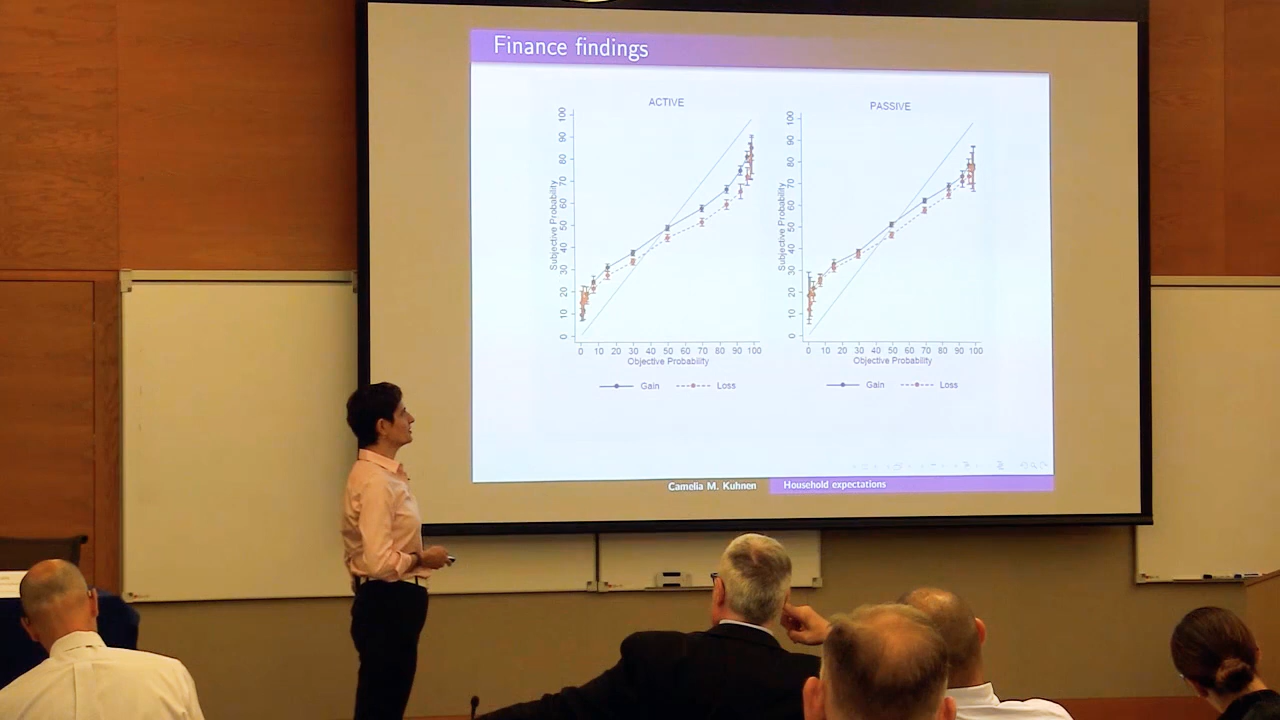 Finance findings
ACTIVE
Subjective Probability
100
90
80
70
60
50
40
30
20
10
0
0 10 20 30 40 50 60 70 80 90 100
Objective Probability
Gain Loss
PASSIVE
Subjective Probability
100
90
80
70
60
50
40
30
20
10
0
0 10 20 30 40 50 60 70 80 90 100
Objective Probability
Gain Loss
Camelia M. Kuhnen Household expectations